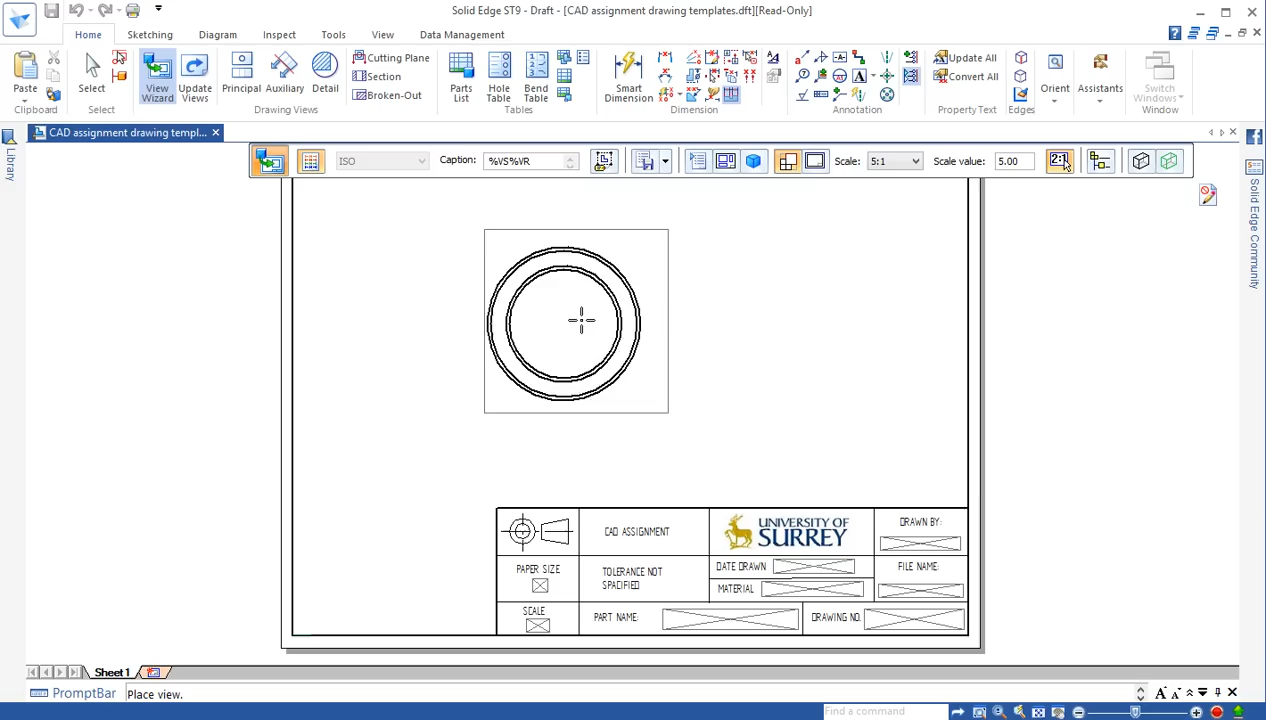 Solid Edge ST9 - Draft - [CAD assignment drawing templates.dft][Read-Only]
Home Sketching Diagram Inspect Tools View Data Management
Paste
Clipboard
Select
Select
View Wizard
Update Views
Principal
Auxiliary
Detail
Cutting Plane
Section
Broken-Out
Drawing Views
Parts List
Hole Table
Bend Table
Tables
Smart Dimension
Dimension
A
Annotation
Update All
Convert All
Property Text
Edges
Orient
Assistants
Switch Windows
Window
CAD assignment drawing templ...
Library
ISO
Caption: %VS%VR
Scale: 5:1
Scale value: 5.00
2:1
Solid Edge Community
CAD ASSIGNMENT
UNIVERSITY OF SURREY
DRAWN BY:
PAPER SIZE
TOLERANCE NOT SPECIFIED
DATE DRAWN
MATERIAL
FILE NAME:
SCALE
PART NAME:
DRAWING NO.
Sheet1
PromptBar Place view.
Find a command